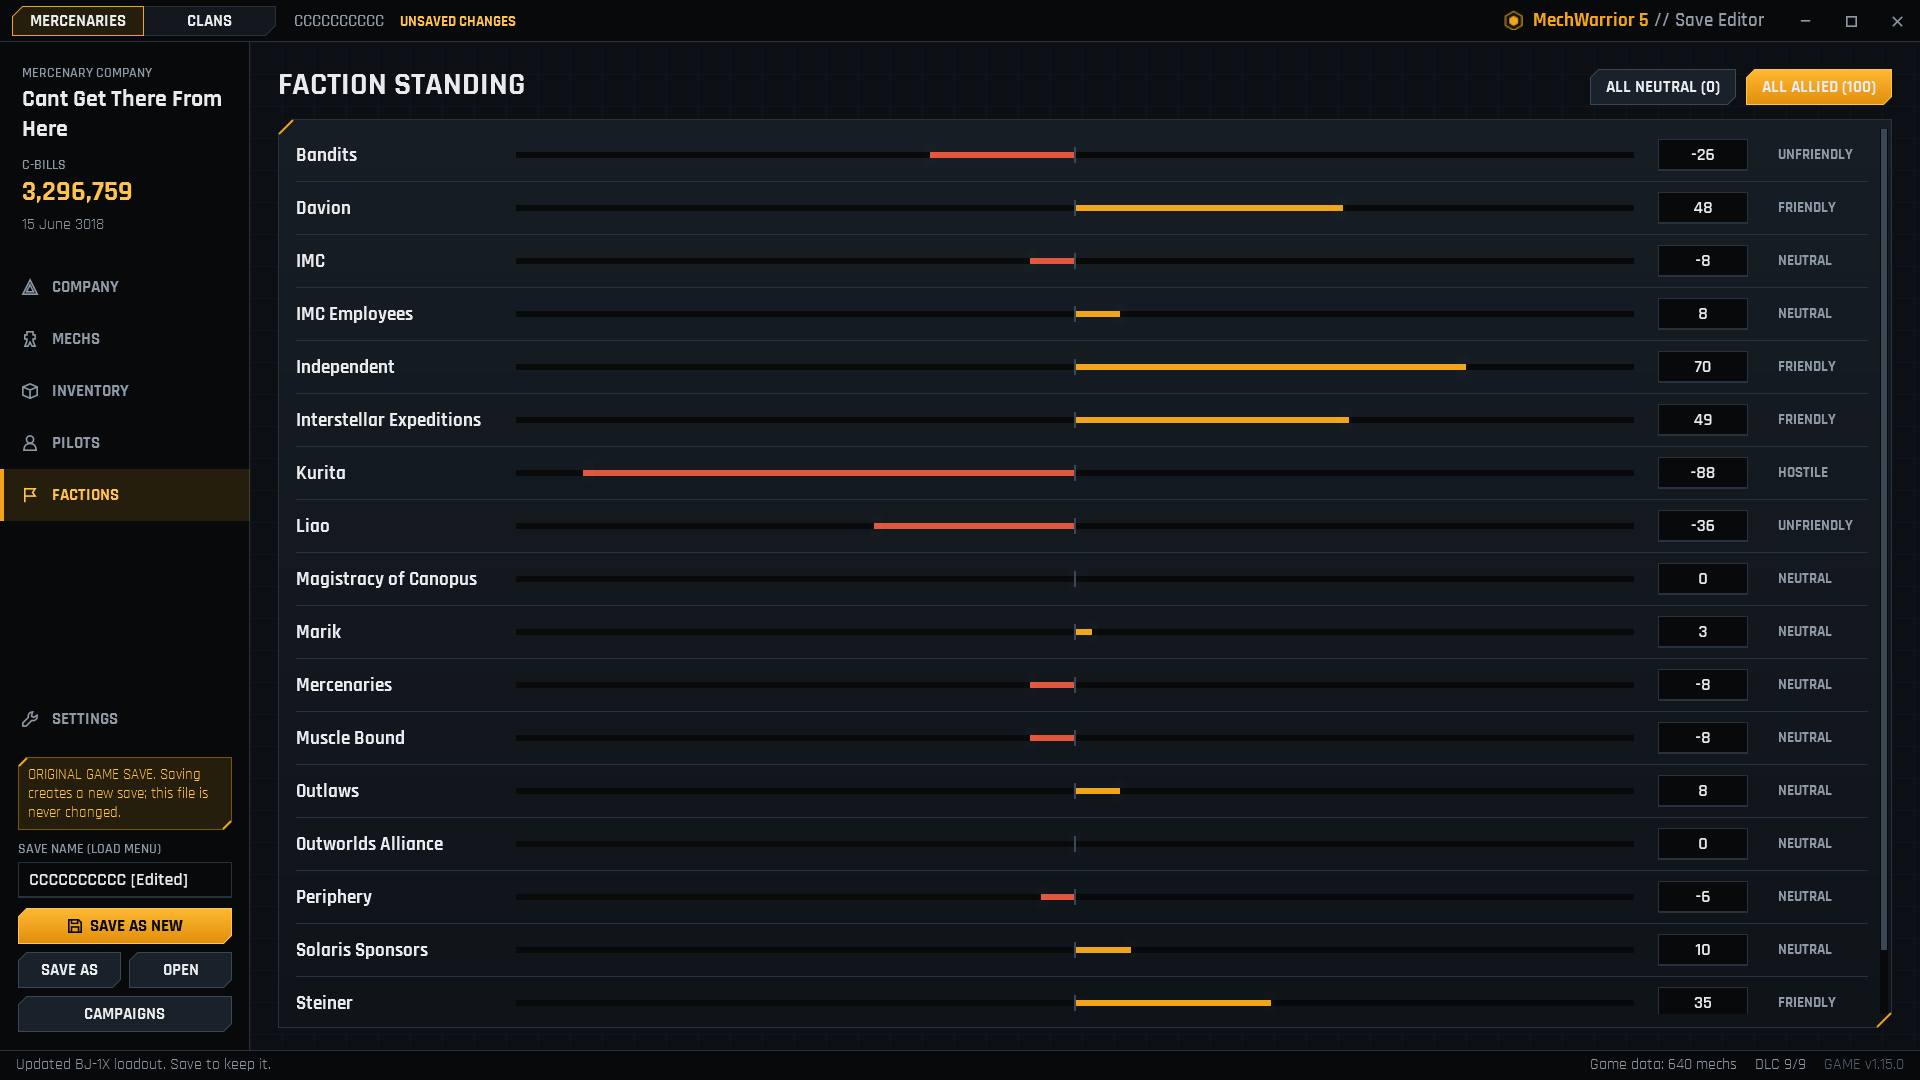 MERCENARIES
CLANS
CCCCCCCCCC
UNSAVED CHANGES
MechWarrior 5 // Save Editor
MERCENARY COMPANY
Cant Get There From
Here
C-BILLS
3,296,759
15 June 3018
COMPANY
MECHS
INVENTORY
PILOTS
FACTIONS
SETTINGS
ORIGINAL GAME SAVE. Saving
creates a new save; this file is
never changed.
SAVE NAME (LOAD MENU)
CCCCCCCCCC [Edited]
SAVE AS NEW
SAVE AS
OPEN
CAMPAIGNS
FACTION STANDING
ALL NEUTRAL (0)
ALL ALLIED (100)
Bandits -26 UNFRIENDLY
Davion 48 FRIENDLY
IMC -8 NEUTRAL
IMC Employees 8 NEUTRAL
Independent 70 FRIENDLY
Interstellar Expeditions 49 FRIENDLY
Kurita -88 HOSTILE
Liao -36 UNFRIENDLY
Magistracy of Canopus 0 NEUTRAL
Marik 3 NEUTRAL
Mercenaries -8 NEUTRAL
Muscle Bound -8 NEUTRAL
Outlaws 8 NEUTRAL
Outworlds Alliance 0 NEUTRAL
Periphery -6 NEUTRAL
Solaris Sponsors 10 NEUTRAL
Steiner 35 FRIENDLY
Updated BJ-1X loadout. Save to keep it.
Game data: 640 mechs
DLC 9/9
GAME v1.15.0